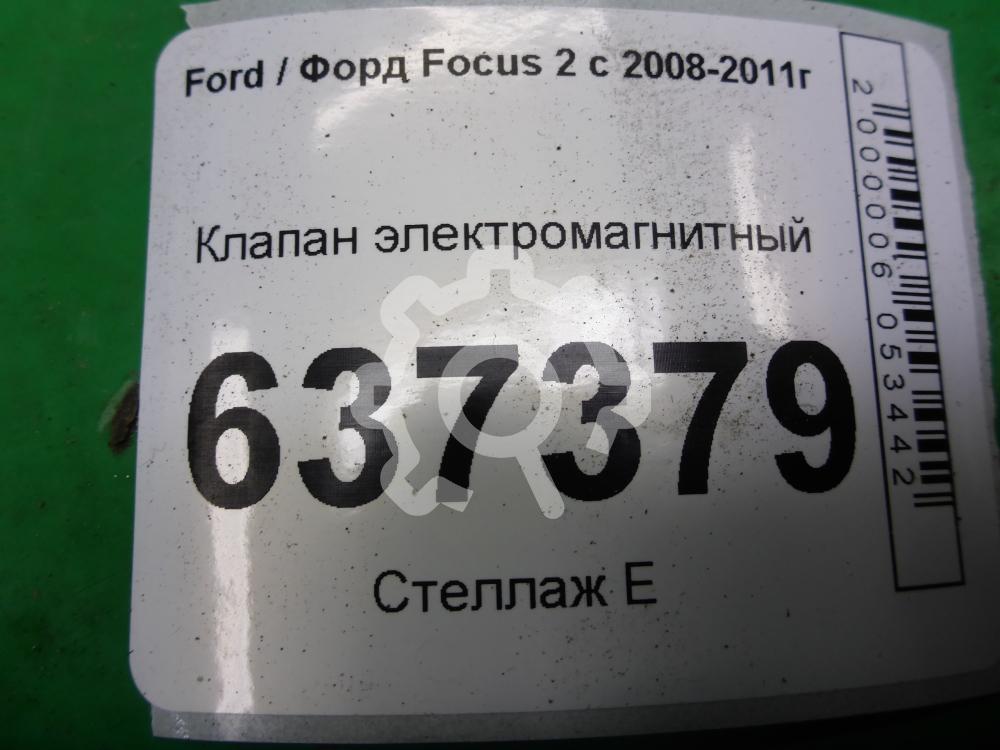 Ford / Форд Focus 2 с 2008-2011г
Клапан электромагнитный
637379
Стеллаж Е
2000006053442